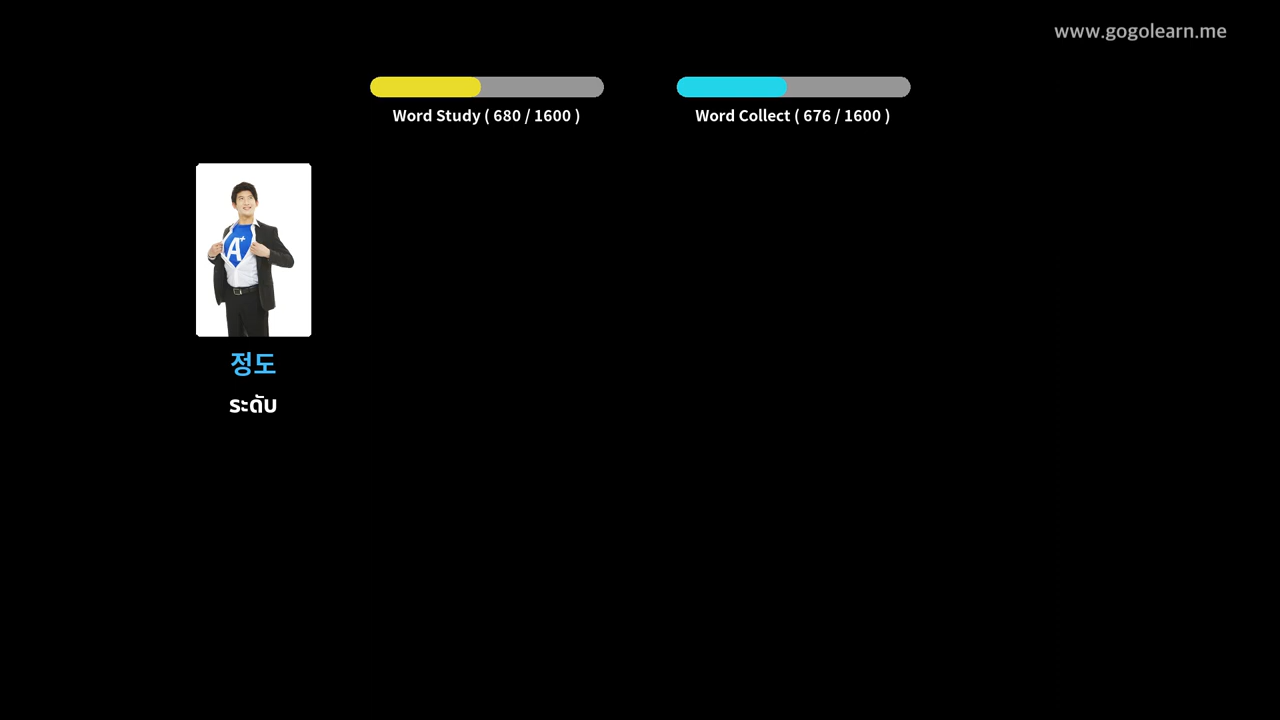 www.gogolearn.me
Word Study ( 680 / 1600 )
Word Collect ( 676 / 1600 )
A+
정도
ระดับ